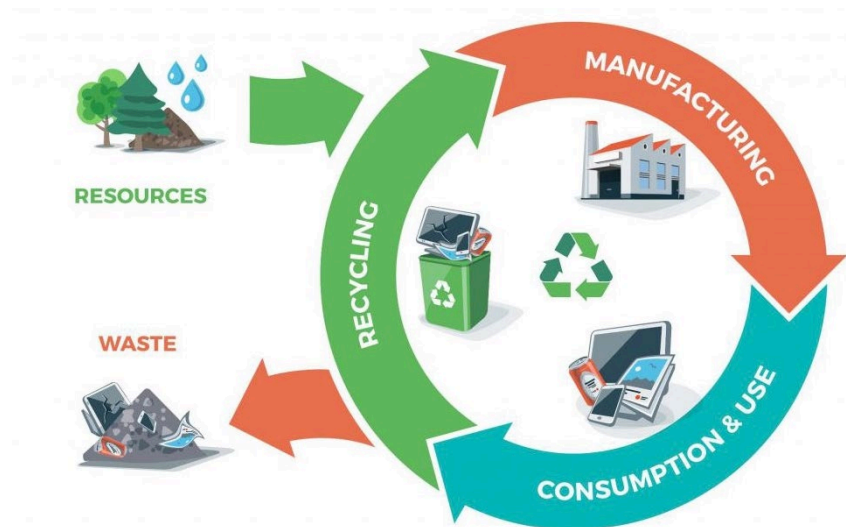 MANUFACTURING
RESOURCES
RECYCLING
WASTE
CONSUMPTION & USE